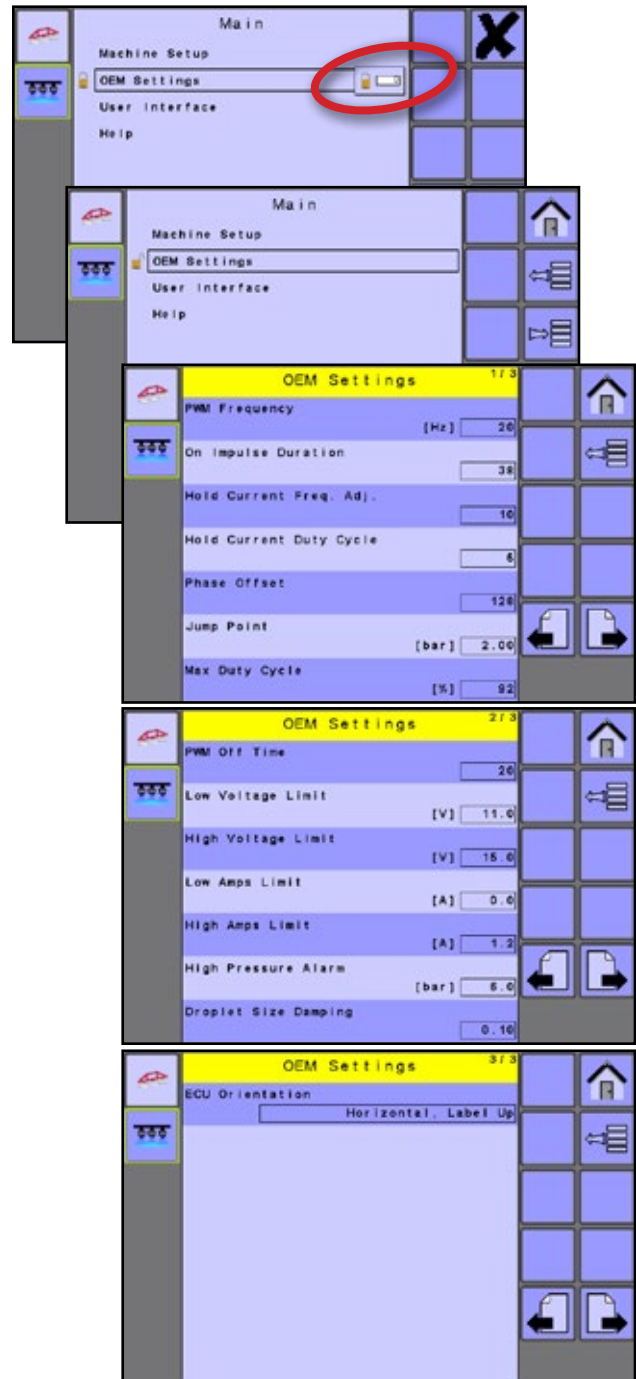 Main
Machine Setup
OEM Settings
User Interface
Help
Main
Machine Setup
OEM Settings
User Interface
Help
OEM Settings 1/3
PWM Frequency
[Hz] 20
On Impulse Duration
38
Hold Current Freq. Adj.
10
Hold Current Duty Cycle
6
Phase Offset
128
Jump Point
[bar] 2.00
Max Duty Cycle
[%] 92
OEM Settings 2/3
PWM Off Time
20
Low Voltage Limit
[V] 11.0
High Voltage Limit
[V] 15.0
Low Amps Limit
[A] 0.0
High Amps Limit
[A] 1.2
High Pressure Alarm
[bar] 6.0
Droplet Size Damping
0.10
OEM Settings 3/3
ECU Orientation
Horizontal, Label Up